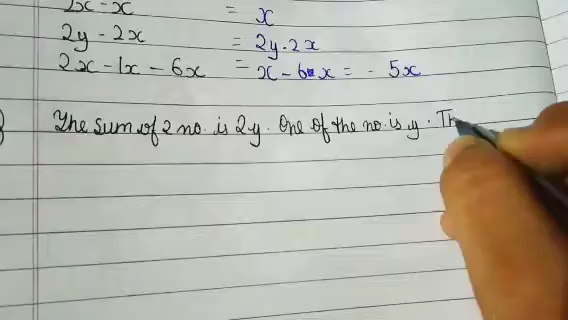 2x - x = x
2y - 2x = 2y - 2x
2x - 1x - 6x = x - 6x = - 5x
The sum of 2 no. is 2y. One of the no. is y. Th